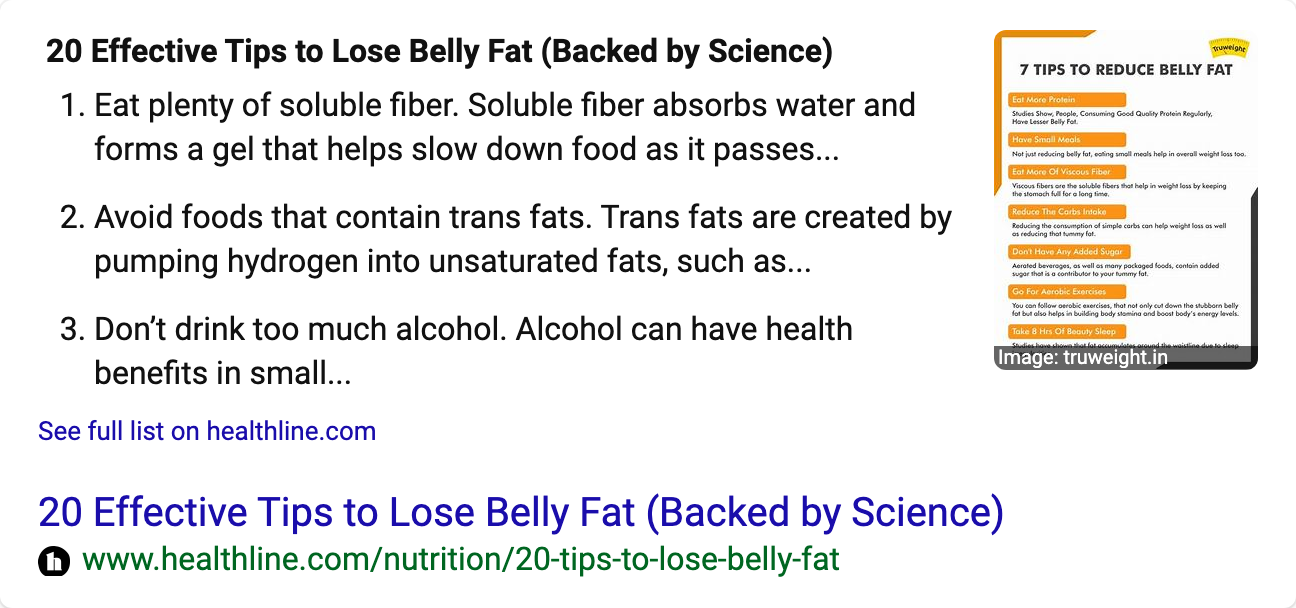 20 Effective Tips to Lose Belly Fat (Backed by Science)
1. Eat plenty of soluble fiber. Soluble fiber absorbs water and
forms a gel that helps slow down food as it passes...
2. Avoid foods that contain trans fats. Trans fats are created by
pumping hydrogen into unsaturated fats, such as...
3. Don’t drink too much alcohol. Alcohol can have health
benefits in small...
See full list on healthline.com
Truweight
7 TIPS TO REDUCE BELLY FAT
Eat More Protein
Studies Show, People, Consuming Good Quality Protein Regularly,
Have Lesser Belly Fat.
Have Small Meals
Not just reducing belly fat, eating small meals help in overall weight loss too.
Eat More Of Viscous Fiber
Viscous fibers are the soluble fibers that help in weight loss by keeping
the stomach full for a long time.
Reduce The Carbs Intake
Reducing the consumption of simple carbs can help weight loss as well
as reducing that tummy fat.
Don't Have Any Added Sugar
Aerated beverages, as well as many packaged foods, contain added
sugar that is a contributor to your tummy fat.
Go For Aerobic Exercises
You can follow aerobic exercises, that not only cut down the stubborn belly
fat but also helps in building body stamina and boost body's energy levels.
Take 8 Hrs Of Beauty Sleep
Studies have shown that fat accumulates around the waistline due to sleep
Image: truweight.in
20 Effective Tips to Lose Belly Fat (Backed by Science)
h www.healthline.com/nutrition/20-tips-to-lose-belly-fat